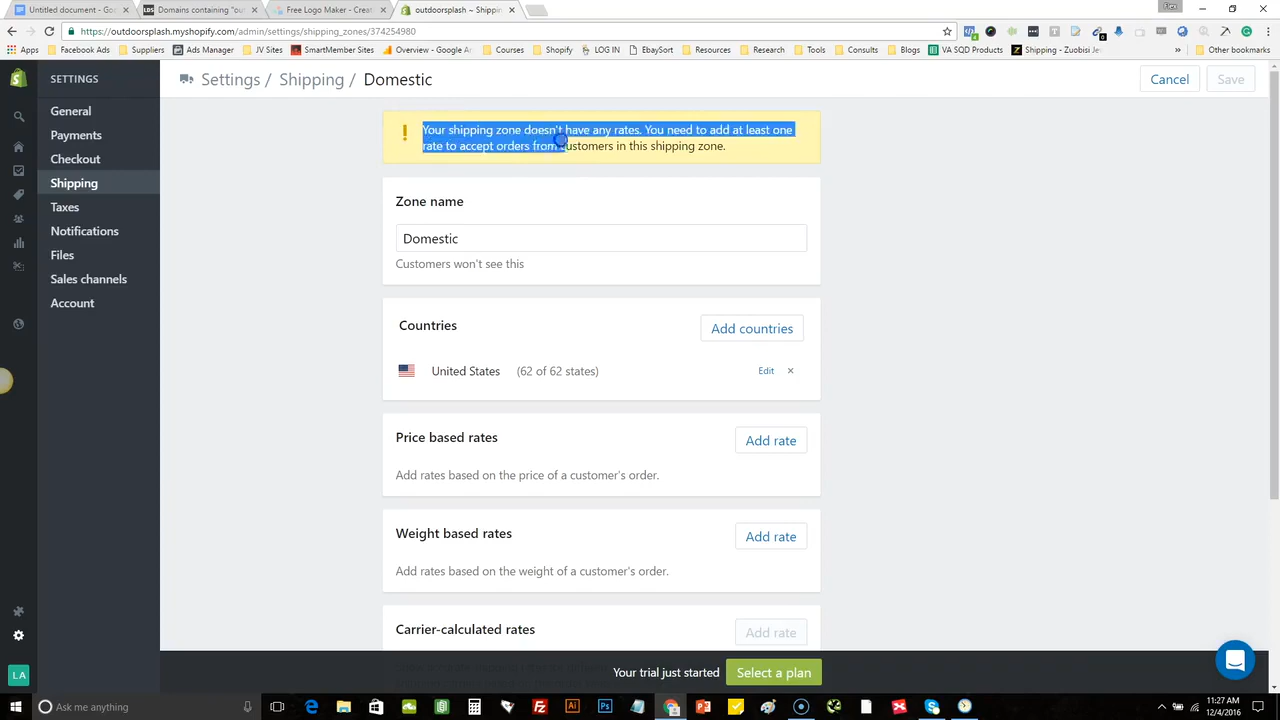 Untitled document - Go
Domains containing "ou
Free Logo Maker - Creat
outdoorsplash ~ Shippin
https://outdoorsplash.myshopify.com/admin/settings/shipping_zones/374254980
Apps
Facebook Ads
Suppliers
Ads Manager
JV Sites
SmartMember Sites
Overview - Google An
Courses
Shopify
LOG IN
EbaySort
Resources
Research
Tools
Consults
Blogs
VA SQD Products
Shipping - Zuobisi Je
Other bookmarks
SETTINGS
General
Payments
Checkout
Shipping
Taxes
Notifications
Files
Sales channels
Account
LA
Settings / Shipping / Domestic
Cancel
Save
Your shipping zone doesn't have any rates. You need to add at least one
rate to accept orders from customers in this shipping zone.
Zone name
Domestic
Customers won't see this
Countries
Add countries
United States (62 of 62 states)
Edit ×
Price based rates
Add rate
Add rates based on the price of a customer's order.
Weight based rates
Add rate
Add rates based on the weight of a customer's order.
Carrier-calculated rates
Add rate
Your trial just started
Select a plan
Ask me anything
11:27 AM
12/4/2016